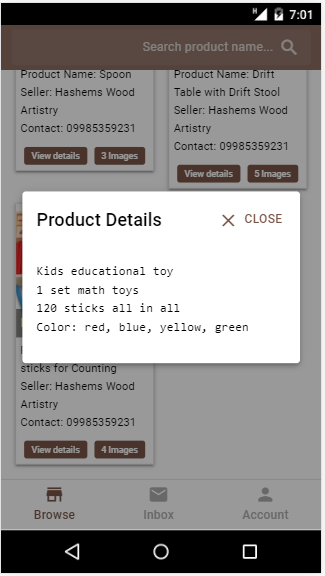 H 7:01
Search product name...
Product Name: Spoon
Seller: Hashems Wood
Artistry
Contact: 09985359231
View details
3 Images
Product Name: Drift
Table with Drift Stool
Seller: Hashems Wood
Artistry
Contact: 09985359231
View details
5 Images
Product Details
CLOSE
Kids educational toy
1 set math toys
120 sticks all in all
Color: red, blue, yellow, green
sticks for Counting
Seller: Hashems Wood
Artistry
Contact: 09985359231
View details
4 Images
Browse
Inbox
Account